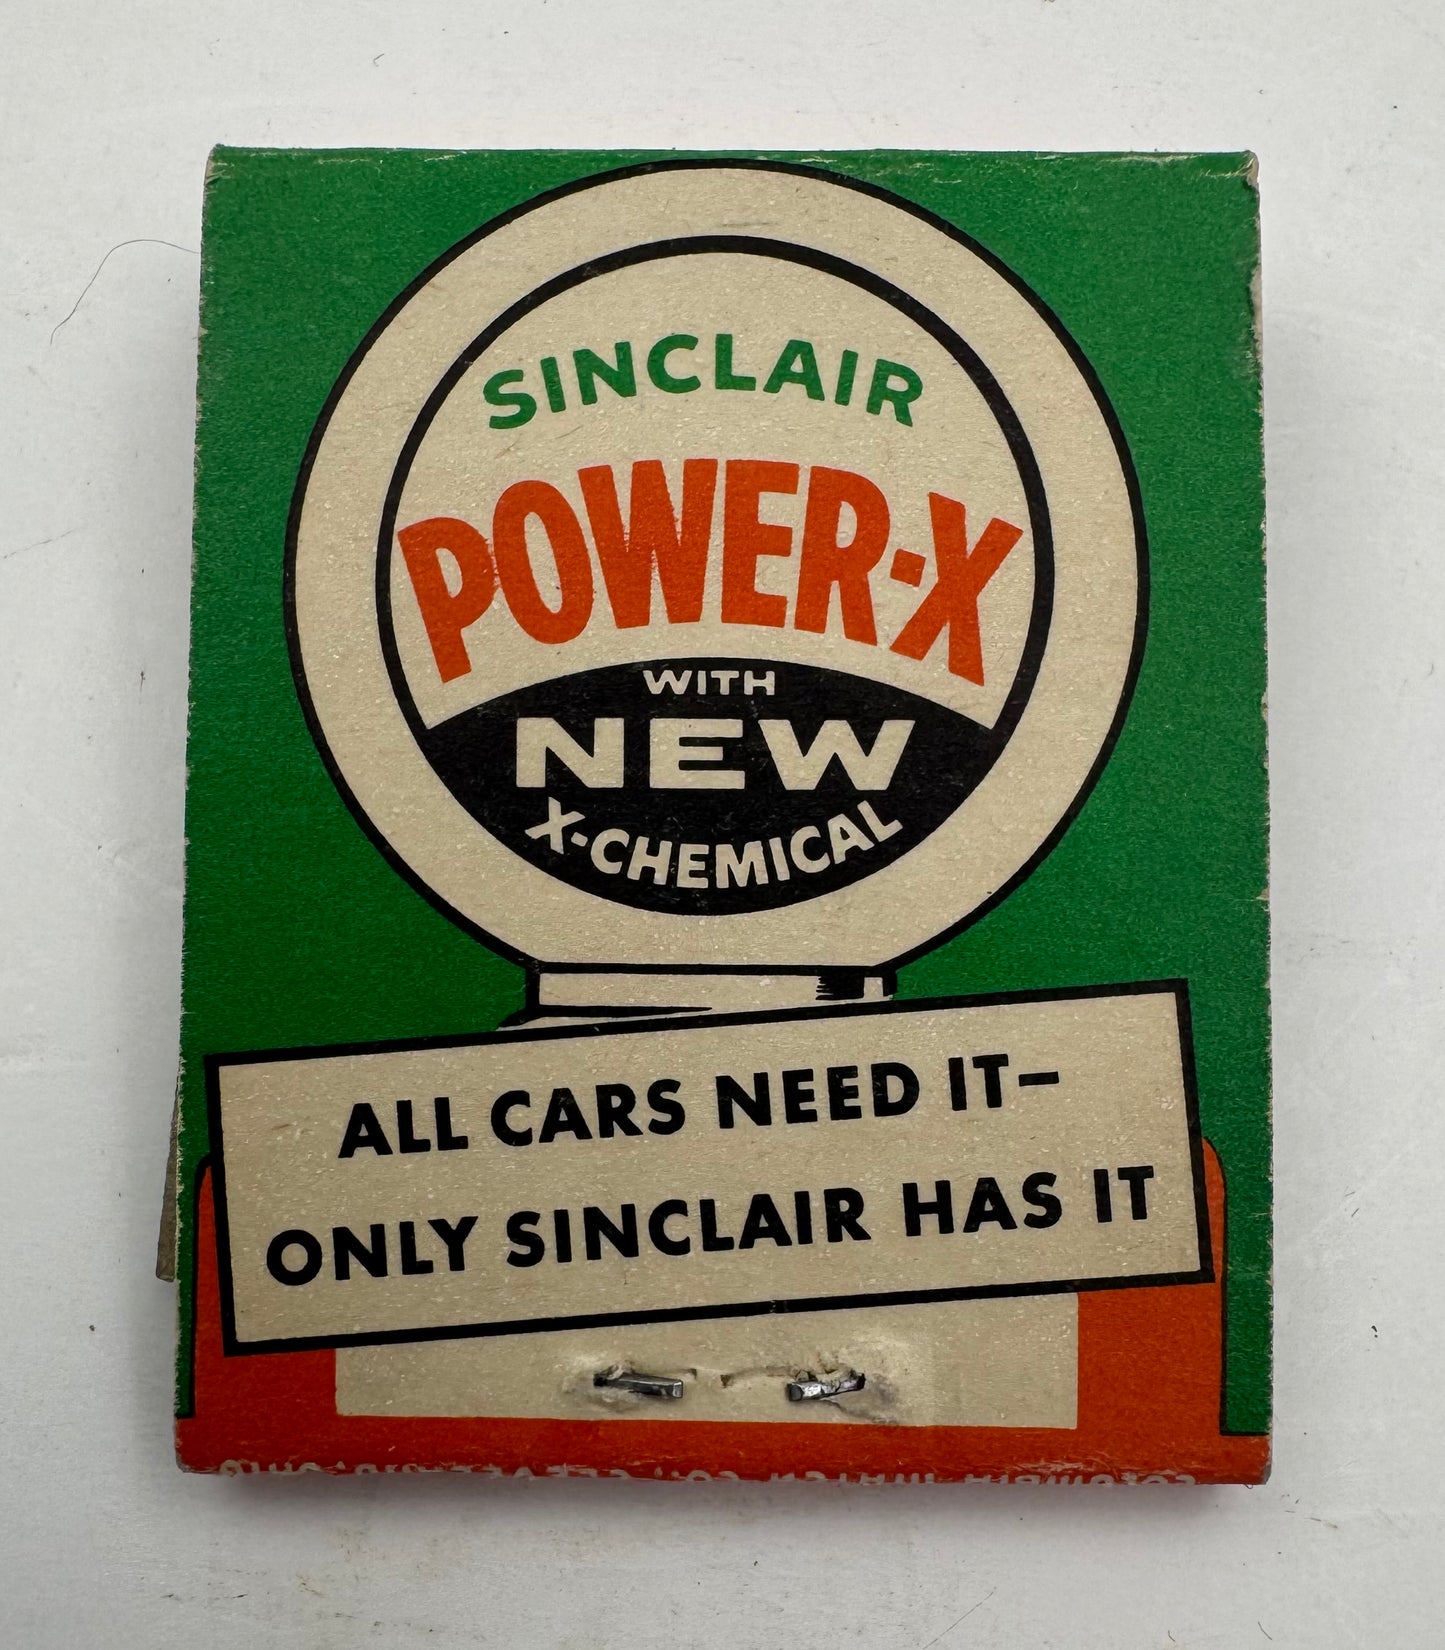 SINCLAIR
POWER-X
WITH
NEW
X-CHEMICAL
ALL CARS NEED IT—
ONLY SINCLAIR HAS IT